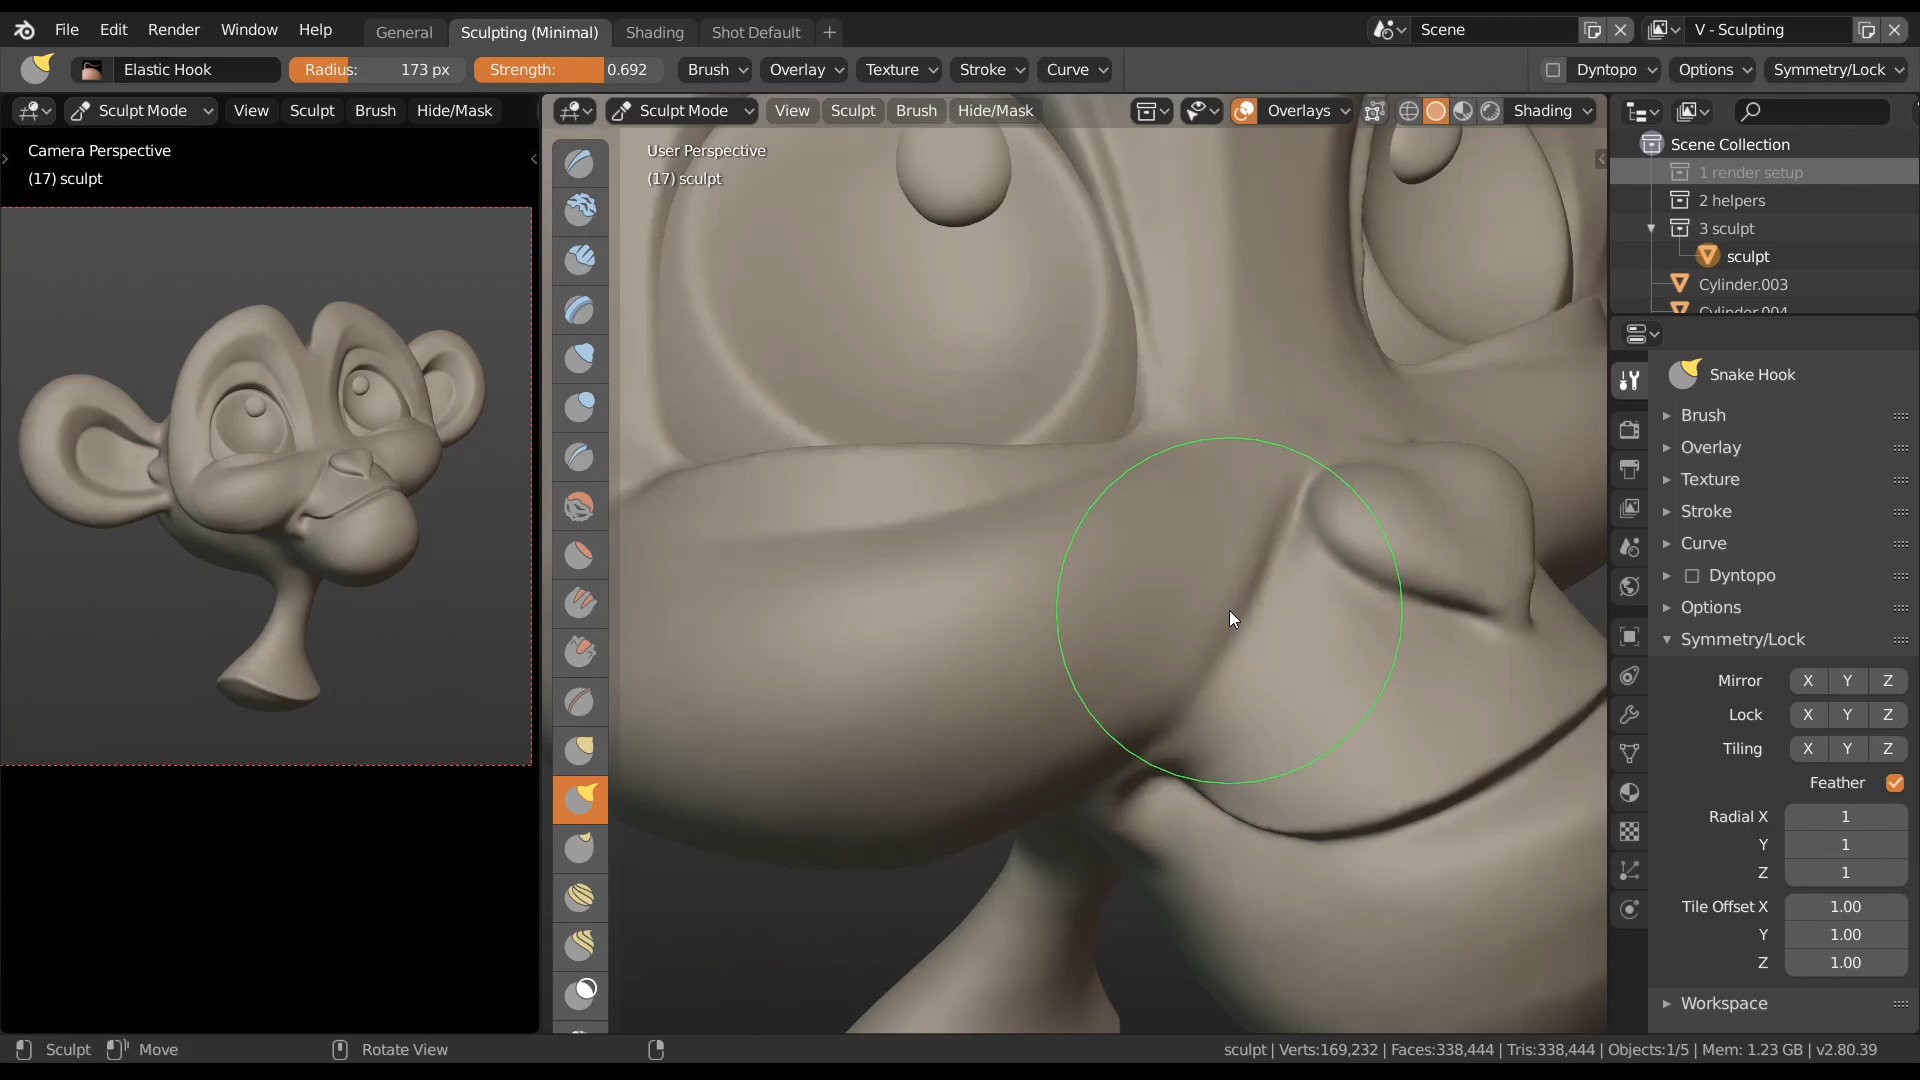 File Edit Render Window Help General Sculpting (Minimal) Shading Shot Default + Scene V - Sculpting
Elastic Hook Radius: 173 px Strength: 0.692 Brush Overlay Texture Stroke Curve Dyntopo Options Symmetry/Lock
Sculpt Mode View Sculpt Brush Hide/Mask
Camera Perspective
(17) sculpt
Sculpt Mode View Sculpt Brush Hide/Mask Overlays Shading
User Perspective
(17) sculpt
Scene Collection
1 render setup
2 helpers
3 sculpt
sculpt
Cylinder.003
Cylinder.004
Snake Hook
Brush
Overlay
Texture
Stroke
Curve
Dyntopo
Options
Symmetry/Lock
Mirror X Y Z
Lock X Y Z
Tiling X Y Z
Feather
Radial X 1
Y 1
Z 1
Tile Offset X 1.00
Y 1.00
Z 1.00
Workspace
Sculpt Move Rotate View sculpt | Verts:169,232 | Faces:338,444 | Tris:338,444 | Objects:1/5 | Mem: 1.23 GB | v2.80.39